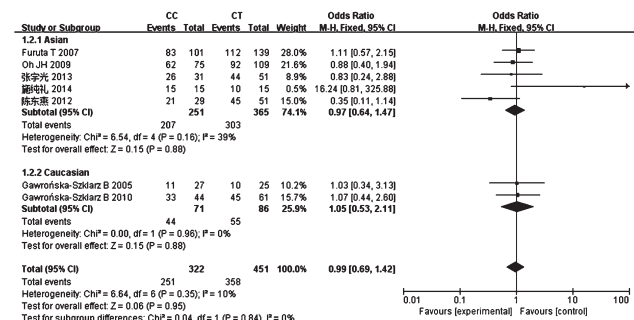 CC CT Odds Ratio Odds Ratio
Study or Subgroup Events Total Events Total Weight M-H, Fixed, 95% CI M-H, Fixed, 95% CI
1.2.1 Asian
Furuta T 2007 83 101 112 139 28.0% 1.11 [0.57, 2.15]
Oh JH 2009 62 75 92 109 28.0% 0.88 [0.40, 1.94]
张宇光 2013 26 31 44 51 8.9% 0.83 [0.24, 2.88]
施纯礼 2014 15 15 10 15 16.24 [0.81, 325.88]
陈东燕 2012 21 29 45 51 0.35 [0.11, 1.14]
Subtotal (95% CI) 251 365 74.1% 0.97 [0.64, 1.47]
Total events 207 303
Heterogeneity: Chi² = 6.54, df = 4 (P = 0.16); I² = 39%
Test for overall effect: Z = 0.15 (P = 0.88)
1.2.2 Caucasian
Gawrońska-Szklarz B 2005 11 27 10 25 10.2% 1.03 [0.34, 3.13]
Gawrońska-Szklarz B 2010 33 44 45 61 15.7% 1.07 [0.44, 2.60]
Subtotal (95% CI) 71 86 25.9% 1.05 [0.53, 2.11]
Total events 44 55
Heterogeneity: Chi² = 0.00, df = 1 (P = 0.96); I² = 0%
Test for overall effect: Z = 0.15 (P = 0.88)
Total (95% CI) 322 451 100.0% 0.99 [0.69, 1.42]
Total events 251 358
Heterogeneity: Chi² = 6.64, df = 6 (P = 0.35); I² = 10%
Test for overall effect: Z = 0.06 (P = 0.95)
Test for subgroup differences: Chi² = 0.04, df = 1 (P = 0.84), I² = 0%
0.01 0.1 1 10 100
Favours [experimental] Favours [control]